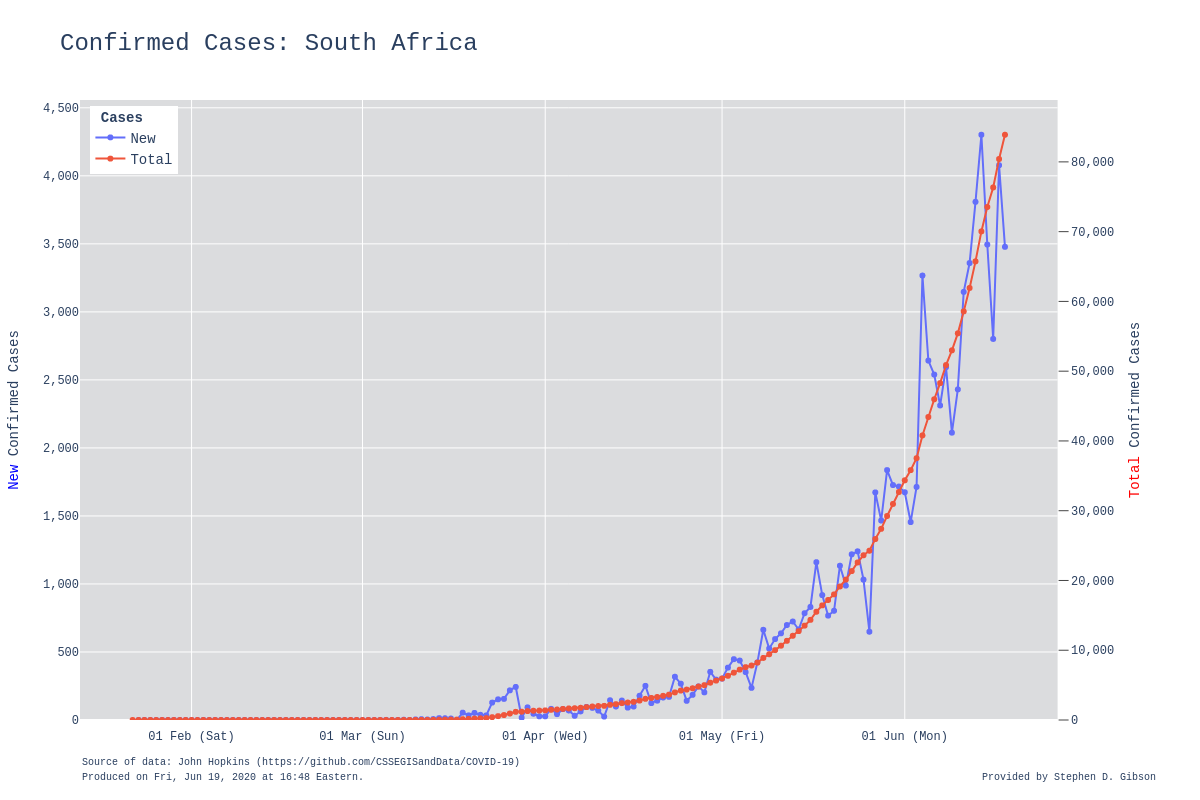 Confirmed Cases: South Africa
Cases
New
Total
4,500
4,000
3,500
3,000
2,500
2,000
1,500
1,000
500
0
New Confirmed Cases
80,000
70,000
60,000
50,000
40,000
30,000
20,000
10,000
0
Total Confirmed Cases
01 Feb (Sat)
01 Mar (Sun)
01 Apr (Wed)
01 May (Fri)
01 Jun (Mon)
Source of data: John Hopkins (https://github.com/CSSEGISandData/COVID-19)
Produced on Fri, Jun 19, 2020 at 16:48 Eastern.
Provided by Stephen D. Gibson